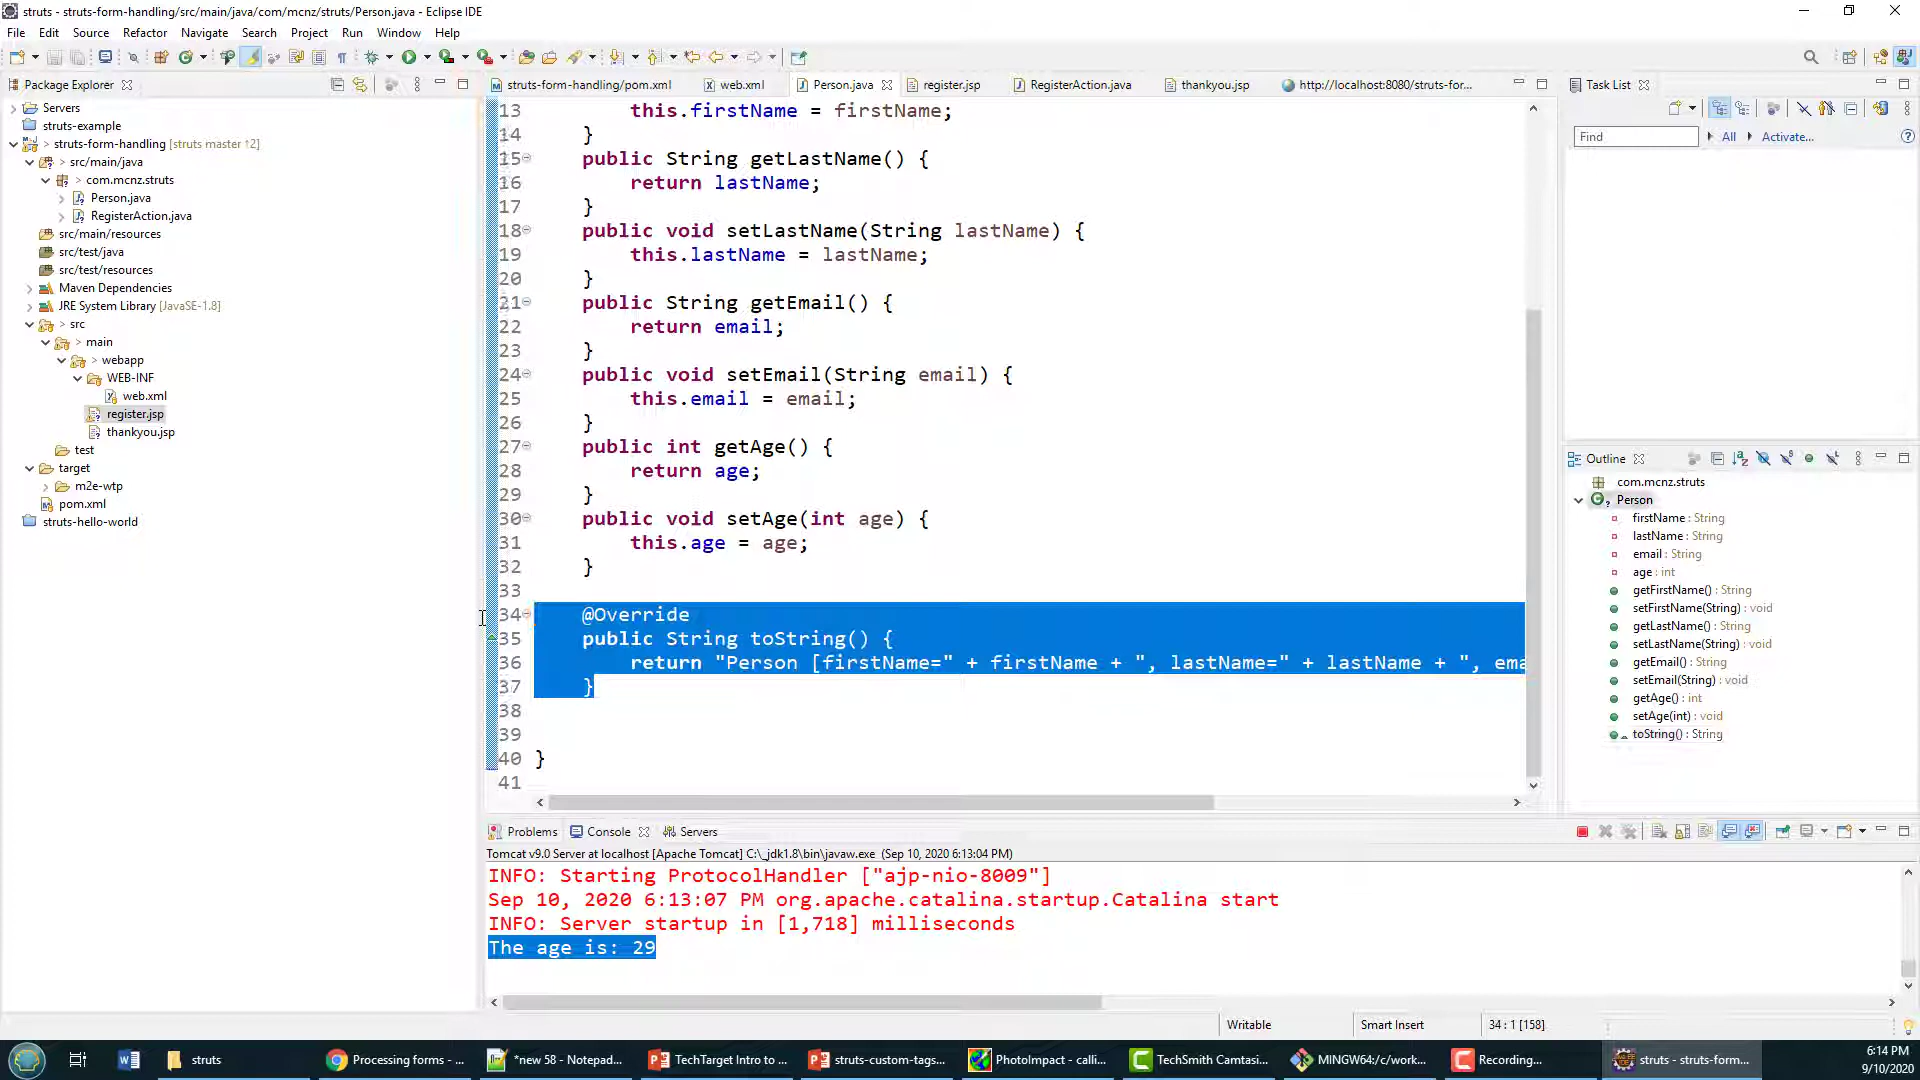 struts - struts-form-handling/src/main/java/com/mcnz/struts/Person.java - Eclipse IDE
File Edit Source Refactor Navigate Search Project Run Window Help
Package Explorer
Servers
struts-example
> struts-form-handling [struts master ↑2]
> src/main/java
> com.mcnz.struts
Person.java
RegisterAction.java
src/main/resources
src/test/java
src/test/resources
Maven Dependencies
JRE System Library [JavaSE-1.8]
> src
> main
> webapp
WEB-INF
web.xml
register.jsp
thankyou.jsp
test
target
m2e-wtp
pom.xml
struts-hello-world
struts-form-handling/pom.xml web.xml Person.java register.jsp RegisterAction.java thankyou.jsp http://localhost:8080/struts-for...
13 this.firstName = firstName;
14 }
15 public String getLastName() {
16 return lastName;
17 }
18 public void setLastName(String lastName) {
19 this.lastName = lastName;
20 }
21 public String getEmail() {
22 return email;
23 }
24 public void setEmail(String email) {
25 this.email = email;
26 }
27 public int getAge() {
28 return age;
29 }
30 public void setAge(int age) {
31 this.age = age;
32 }
33
34 @Override
35 public String toString() {
36 return "Person [firstName=" + firstName + ", lastName=" + lastName + ", ema
37 }
38
39
40 }
41
Task List
Find All Activate...
Outline
com.mcnz.struts
Person
firstName : String
lastName : String
email : String
age : int
getFirstName() : String
setFirstName(String) : void
getLastName() : String
setLastName(String) : void
getEmail() : String
setEmail(String) : void
getAge() : int
setAge(int) : void
toString() : String
Problems Console Servers
Tomcat v9.0 Server at localhost [Apache Tomcat] C:\_jdk1.8\bin\javaw.exe (Sep 10, 2020 6:13:04 PM)
INFO: Starting ProtocolHandler ["ajp-nio-8009"]
Sep 10, 2020 6:13:07 PM org.apache.catalina.startup.Catalina start
INFO: Server startup in [1,718] milliseconds
The age is: 29
Writable Smart Insert 34 : 1 [158]
struts Processing forms - ... *new 58 - Notepad... TechTarget Intro to ... struts-custom-tags... PhotoImpact - calli... TechSmith Camtasi... MINGW64:/c/work... Recording... struts - struts-form...
6:14 PM
9/10/2020